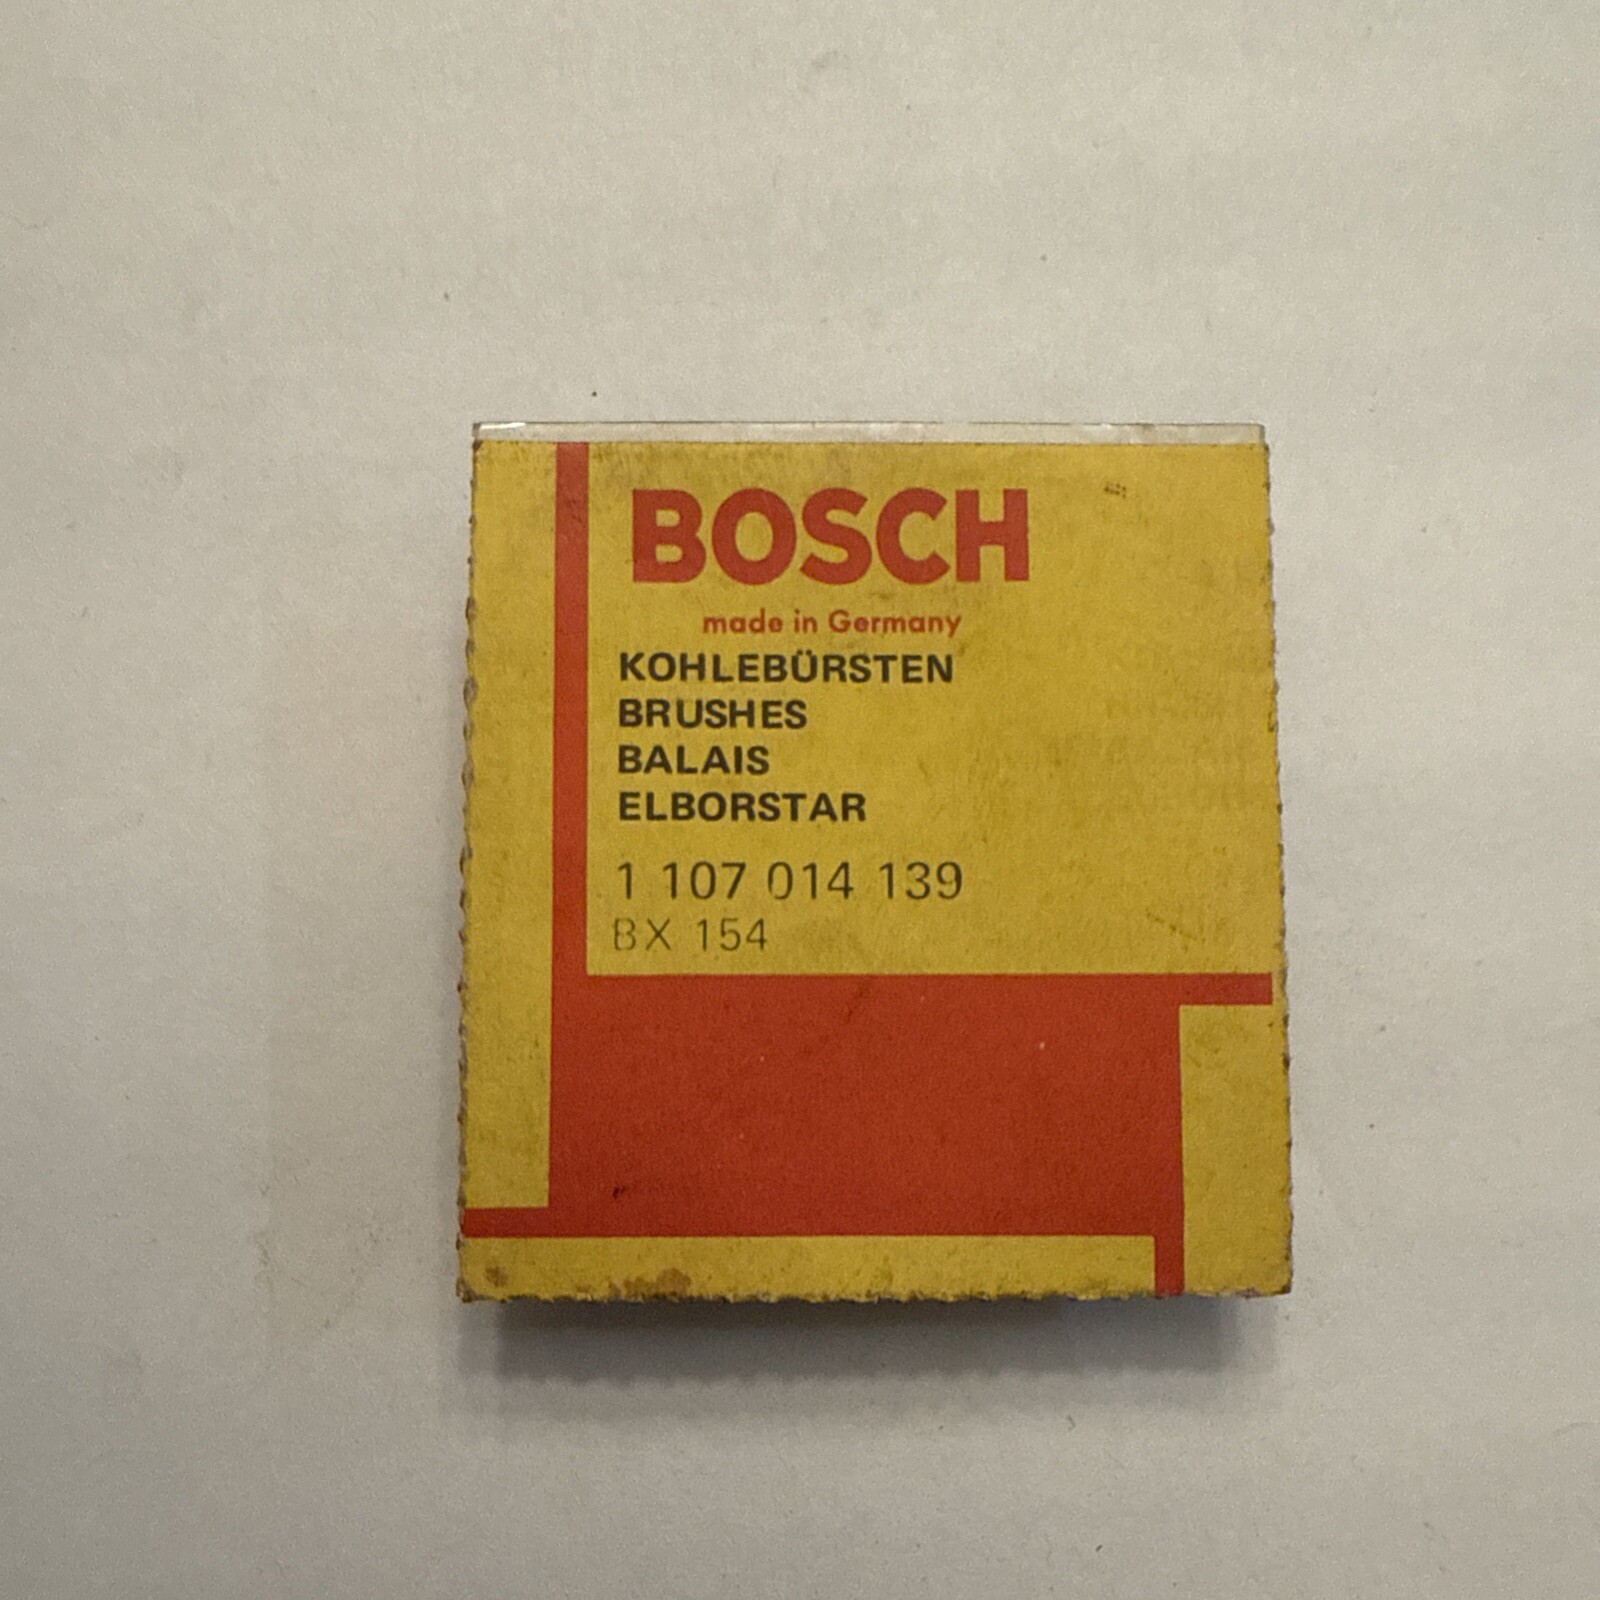 BOSCH
made in Germany
KOHLEBÜRSTEN
BRUSHES
BALAIS
ELBORSTAR
1 107 014 139
BX 154